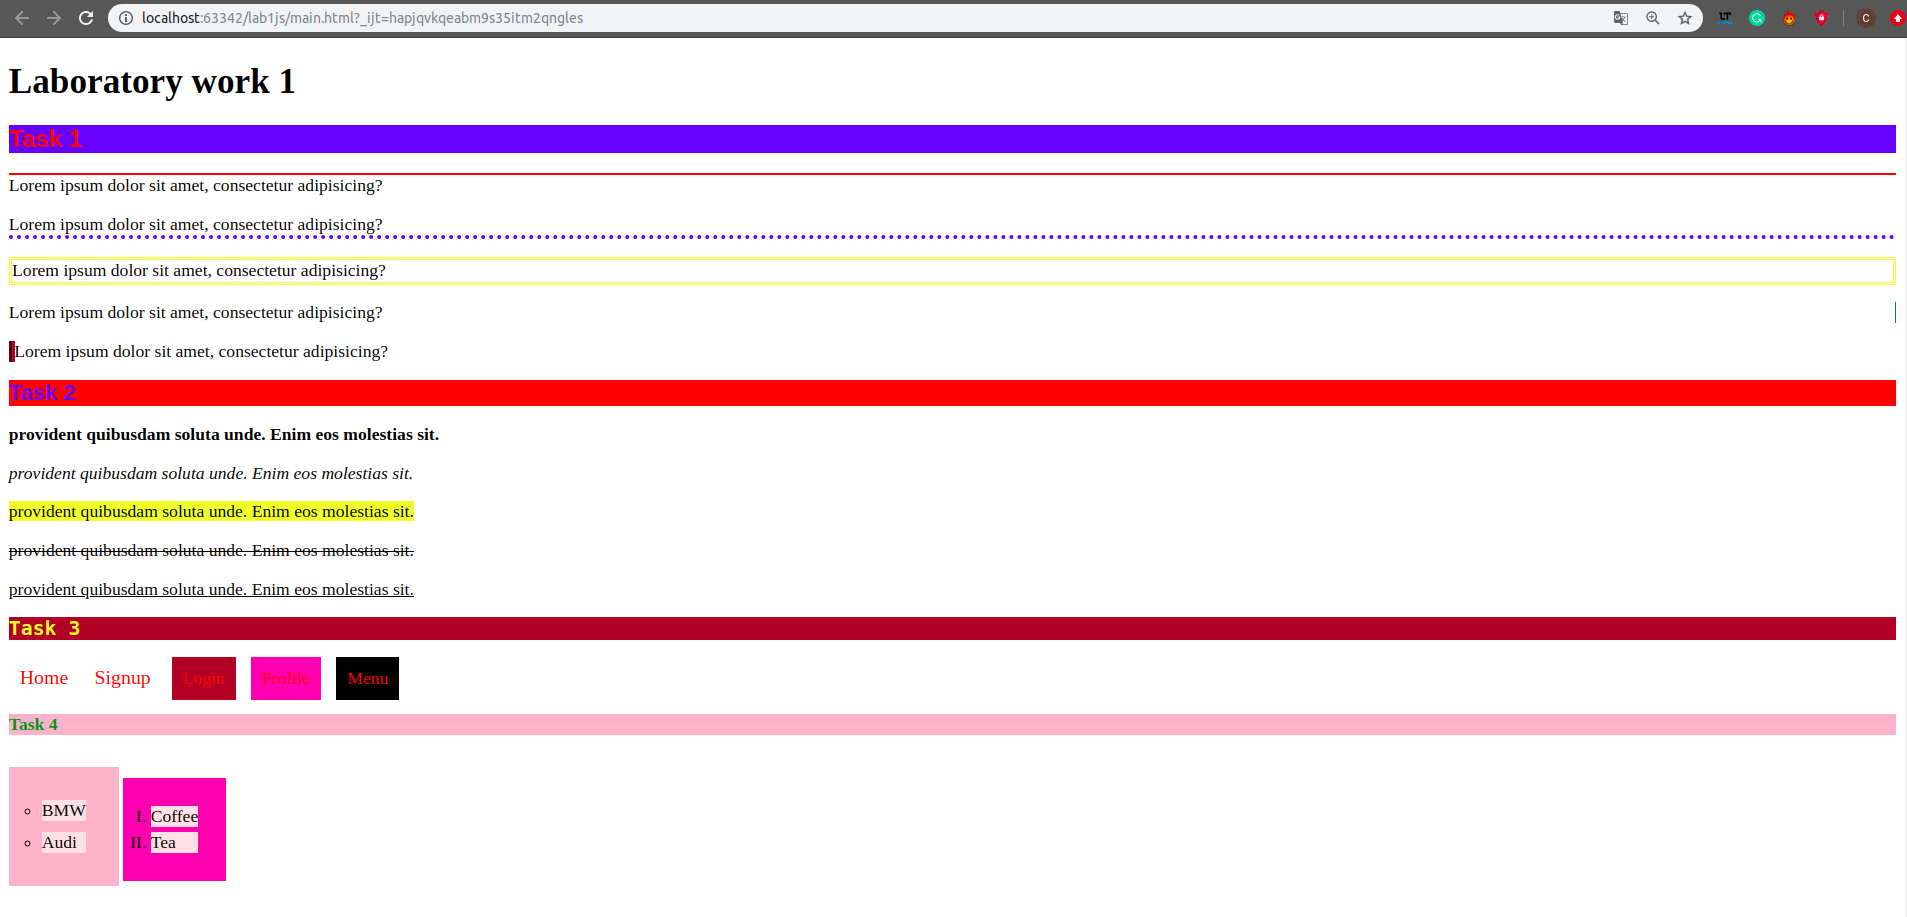 localhost:63342/lab1js/main.html?_ijt=hapjqvkqeabm9s35itm2qngles
LT
C
Laboratory work 1
Task 1
Lorem ipsum dolor sit amet, consectetur adipisicing?
Lorem ipsum dolor sit amet, consectetur adipisicing?
Lorem ipsum dolor sit amet, consectetur adipisicing?
Lorem ipsum dolor sit amet, consectetur adipisicing?
Lorem ipsum dolor sit amet, consectetur adipisicing?
Task 2
provident quibusdam soluta unde. Enim eos molestias sit.
provident quibusdam soluta unde. Enim eos molestias sit.
provident quibusdam soluta unde. Enim eos molestias sit.
provident quibusdam soluta unde. Enim eos molestias sit.
provident quibusdam soluta unde. Enim eos molestias sit.
Task 3
Home Signup Login Profile Menu
Task 4
BMW
Audi
I. Coffee
II. Tea